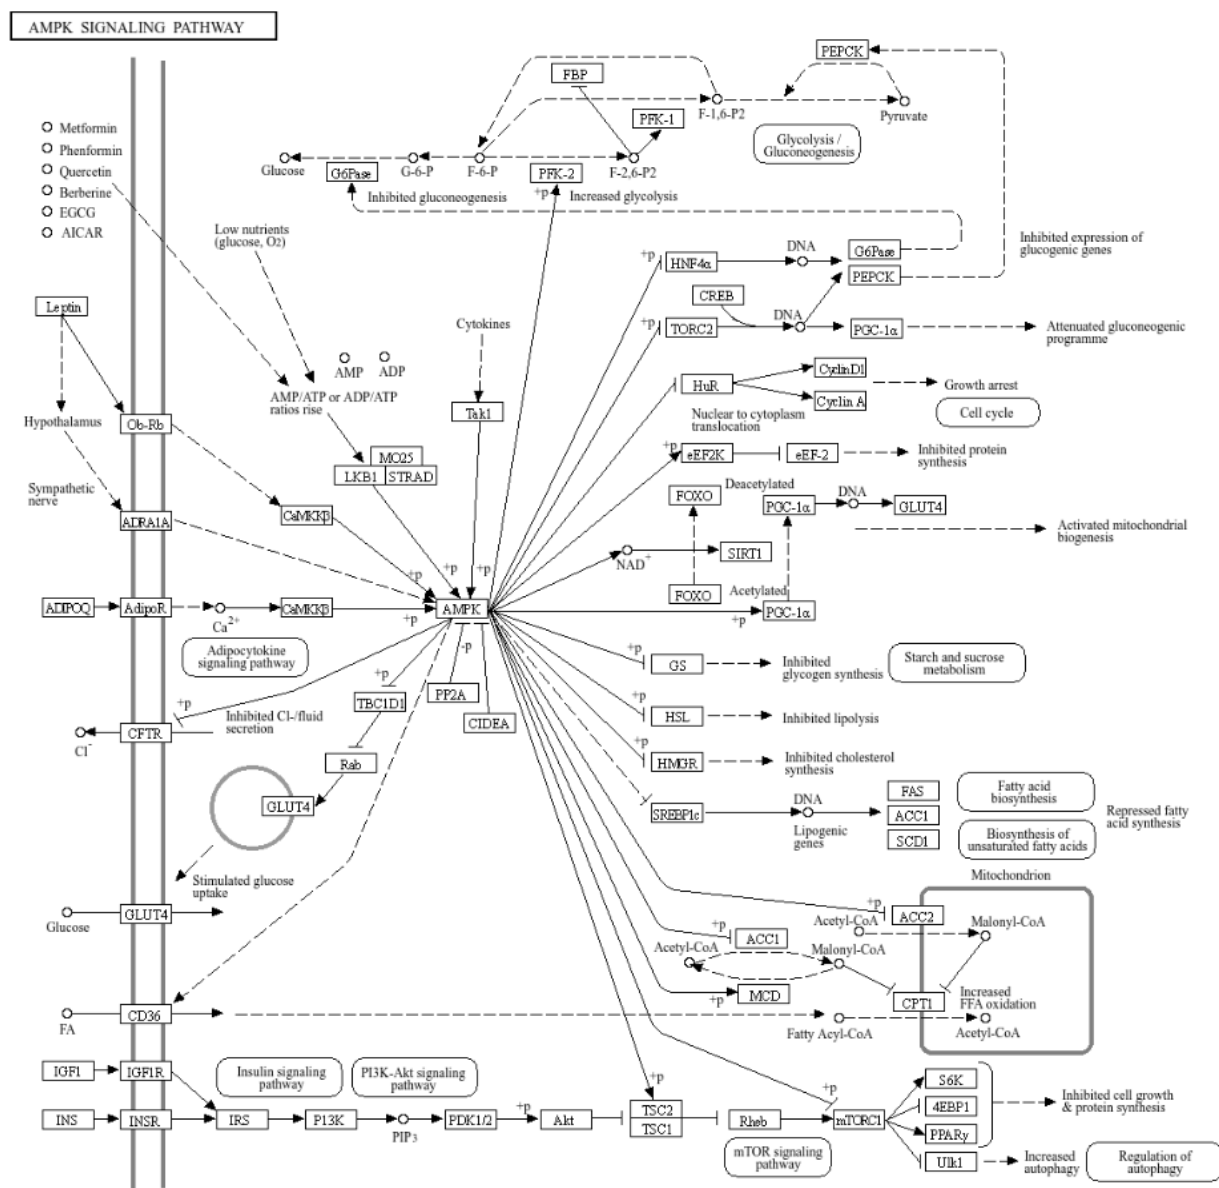 AMPK SIGNALING PATHWAY
PEPCK
FBP
F-1,6-P2
Pyruvate
PFK-1
Glycolysis /
Gluconeogenesis
Metformin
Phenformin
Quercetin
Berberine
EGCG
AICAR
Glucose
G6Pase
G-6-P
F-6-P
PFK-2
F-2,6-P2
Inhibited gluconeogenesis
+p
Increased glycolysis
Low nutrients
(glucose, O2)
Inhibited expression of
glucogenic genes
+p
HNF4α
DNA
G6Pase
PEPCK
CREB
+p
TORC2
DNA
PGC-1α
Attenuated gluconeogenic
programme
Leptin
Cytokines
AMP
ADP
AMP/ATP or ADP/ATP
ratios rise
HuR
CyclinD1
Cyclin A
Growth arrest
Cell cycle
Nuclear to cytoplasm
translocation
Tak1
Hypothalamus
Ob-Rb
MO25
LKB1
STRAD
+p
eEF2K
eEF-2
Inhibited protein
synthesis
Sympathetic
nerve
ADRA1A
CaMKKβ
FOXO
Deacetylated
PGC-1α
DNA
GLUT4
Activated mitochondrial
biogenesis
NAD+
SIRT1
FOXO
Acetylated
PGC-1α
+p
+p
+p
+p
ADIPOQ
AdipoR
Ca2+
CaMKKβ
+p
AMPK
Adipocytokine
signaling pathway
+p
GS
Inhibited
glycogen synthesis
Starch and sucrose
metabolism
+p
-p
TBC1D1
PP2A
CIDEA
+p
HSL
Inhibited lipolysis
+p
CFTR
Cl-
Inhibited Cl-/fluid
secretion
Rab
+p
HMGR
Inhibited cholesterol
synthesis
GLUT4
SREBP1c
DNA
Lipogenic
genes
FAS
ACC1
SCD1
Fatty acid
biosynthesis
Biosynthesis of
unsaturated fatty acids
Repressed fatty
acid synthesis
Stimulated glucose
uptake
Mitochondrion
Glucose
GLUT4
+p
ACC2
Acetyl-CoA
Malonyl-CoA
+p
ACC1
Acetyl-CoA
Malonyl-CoA
+p
MCD
CPT1
Increased
FFA oxidation
FA
CD36
Fatty Acyl-CoA
Acetyl-CoA
IGF1
IGF1R
Insulin signaling
pathway
PI3K-Akt signaling
pathway
INS
INSR
IRS
P13K
PIP3
PDK1/2
+p
Akt
+p
TSC2
TSC1
Rheb
+p
mTORC1
mTOR signaling
pathway
S6K
4EBP1
PPARγ
Ulk1
Inhibited cell growth
& protein synthesis
Increased
autophagy
Regulation of
autophagy